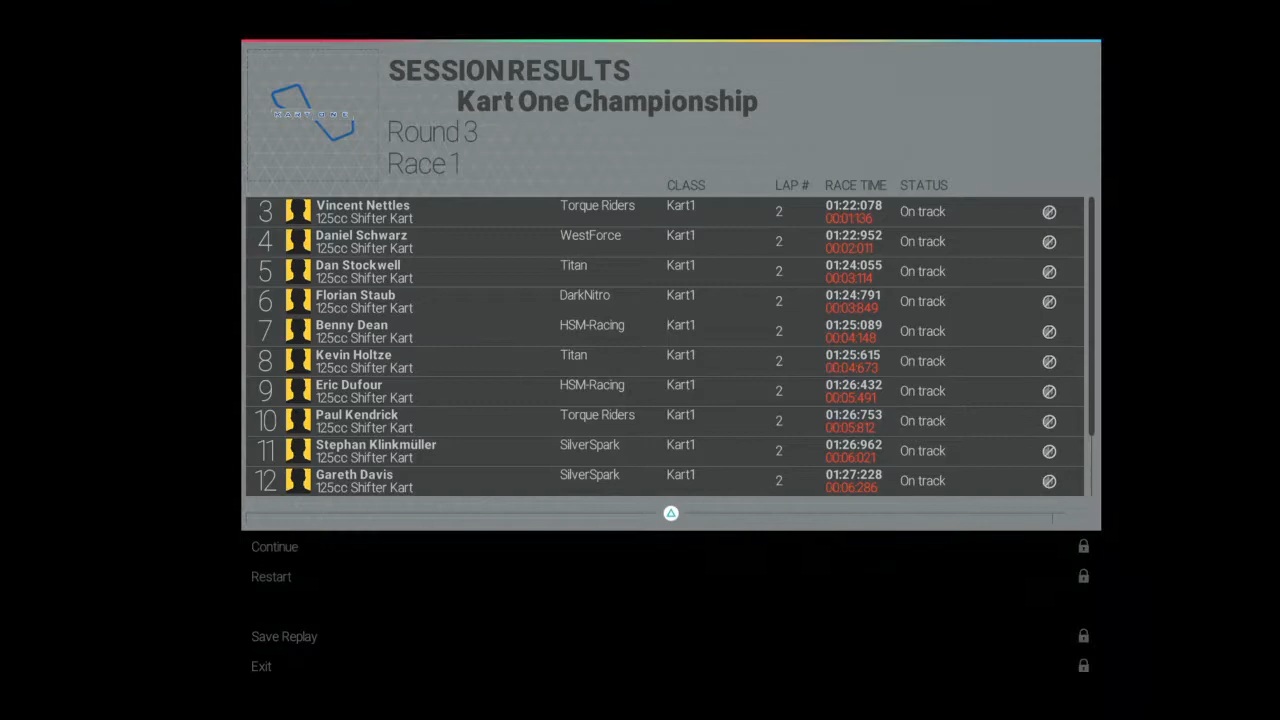 SESSION RESULTS
Kart One Championship
KART ONE
Round 3
Race 1
CLASS LAP # RACE TIME STATUS
3 Vincent Nettles Torque Riders Kart1 2 01:22:078 On track
125cc Shifter Kart 00:01:136
4 Daniel Schwarz WestForce Kart1 2 01:22:952 On track
125cc Shifter Kart 00:02:011
5 Dan Stockwell Titan Kart1 2 01:24:055 On track
125cc Shifter Kart 00:03:114
6 Florian Staub DarkNitro Kart1 2 01:24:791 On track
125cc Shifter Kart 00:03:849
7 Benny Dean HSM-Racing Kart1 2 01:25:089 On track
125cc Shifter Kart 00:04:148
8 Kevin Holtze Titan Kart1 2 01:25:615 On track
125cc Shifter Kart 00:04:673
9 Eric Dufour HSM-Racing Kart1 2 01:26:432 On track
125cc Shifter Kart 00:05:491
10 Paul Kendrick Torque Riders Kart1 2 01:26:753 On track
125cc Shifter Kart 00:05:812
11 Stephan Klinkmüller SilverSpark Kart1 2 01:26:962 On track
125cc Shifter Kart 00:06:021
12 Gareth Davis SilverSpark Kart1 2 01:27:228 On track
125cc Shifter Kart 00:06:286
Continue
Restart
Save Replay
Exit